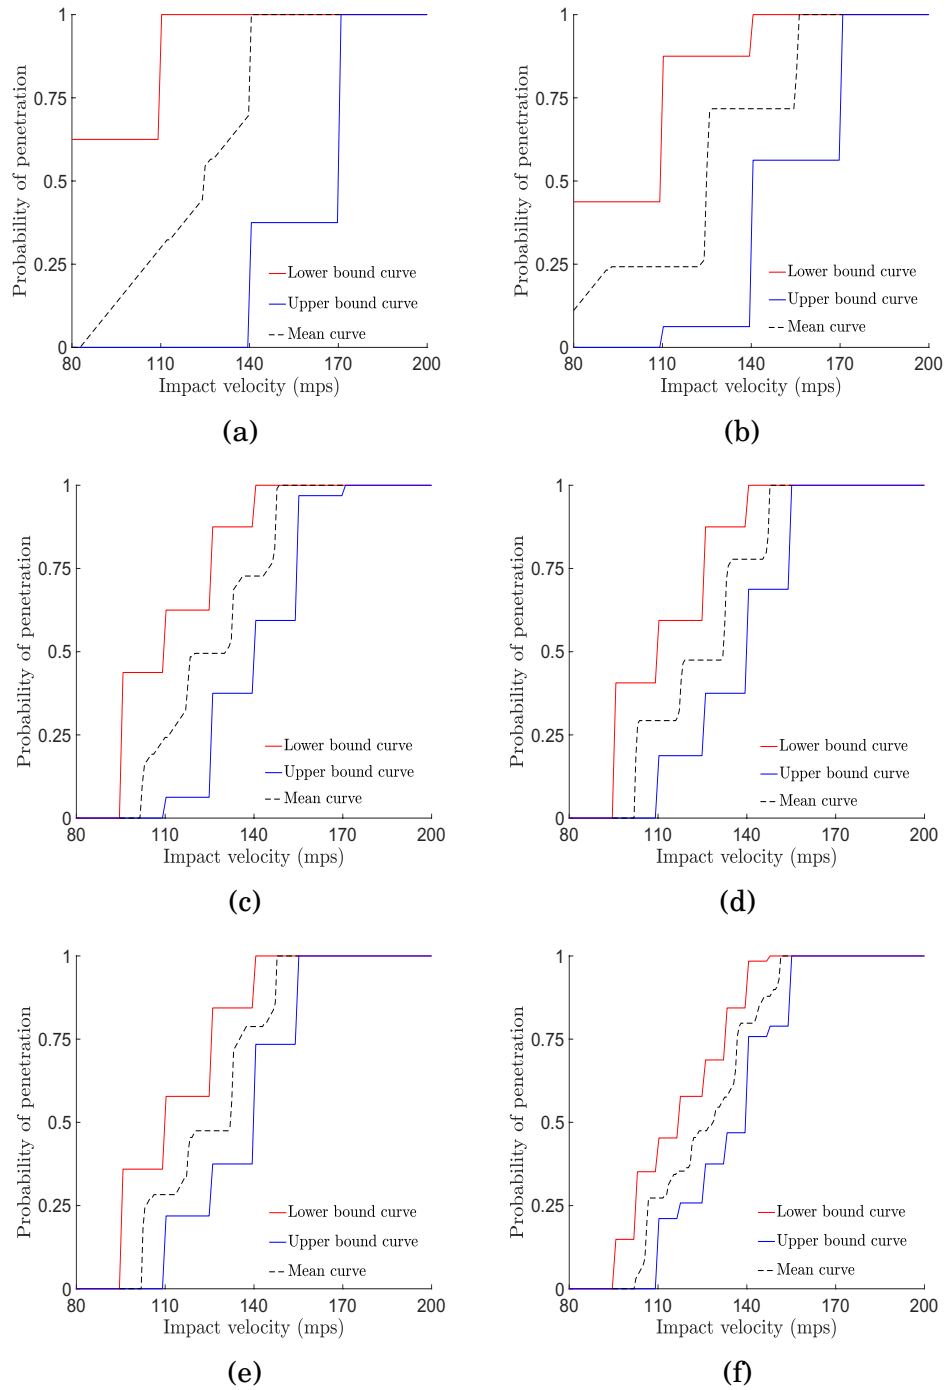 1
0.75
0.5
0.25
0
80 110 140 170 200
Probability of penetration
Impact velocity (mps)
Lower bound curve
Upper bound curve
Mean curve
(a)
1
0.75
0.5
0.25
0
80 110 140 170 200
Probability of penetration
Impact velocity (mps)
Lower bound curve
Upper bound curve
Mean curve
(b)
1
0.75
0.5
0.25
0
80 110 140 170 200
Probability of penetration
Impact velocity (mps)
Lower bound curve
Upper bound curve
Mean curve
(c)
1
0.75
0.5
0.25
0
80 110 140 170 200
Probability of penetration
Impact velocity (mps)
Lower bound curve
Upper bound curve
Mean curve
(d)
1
0.75
0.5
0.25
0
80 110 140 170 200
Probability of penetration
Impact velocity (mps)
Lower bound curve
Upper bound curve
Mean curve
(e)
1
0.75
0.5
0.25
0
80 110 140 170 200
Probability of penetration
Impact velocity (mps)
Lower bound curve
Upper bound curve
Mean curve
(f)